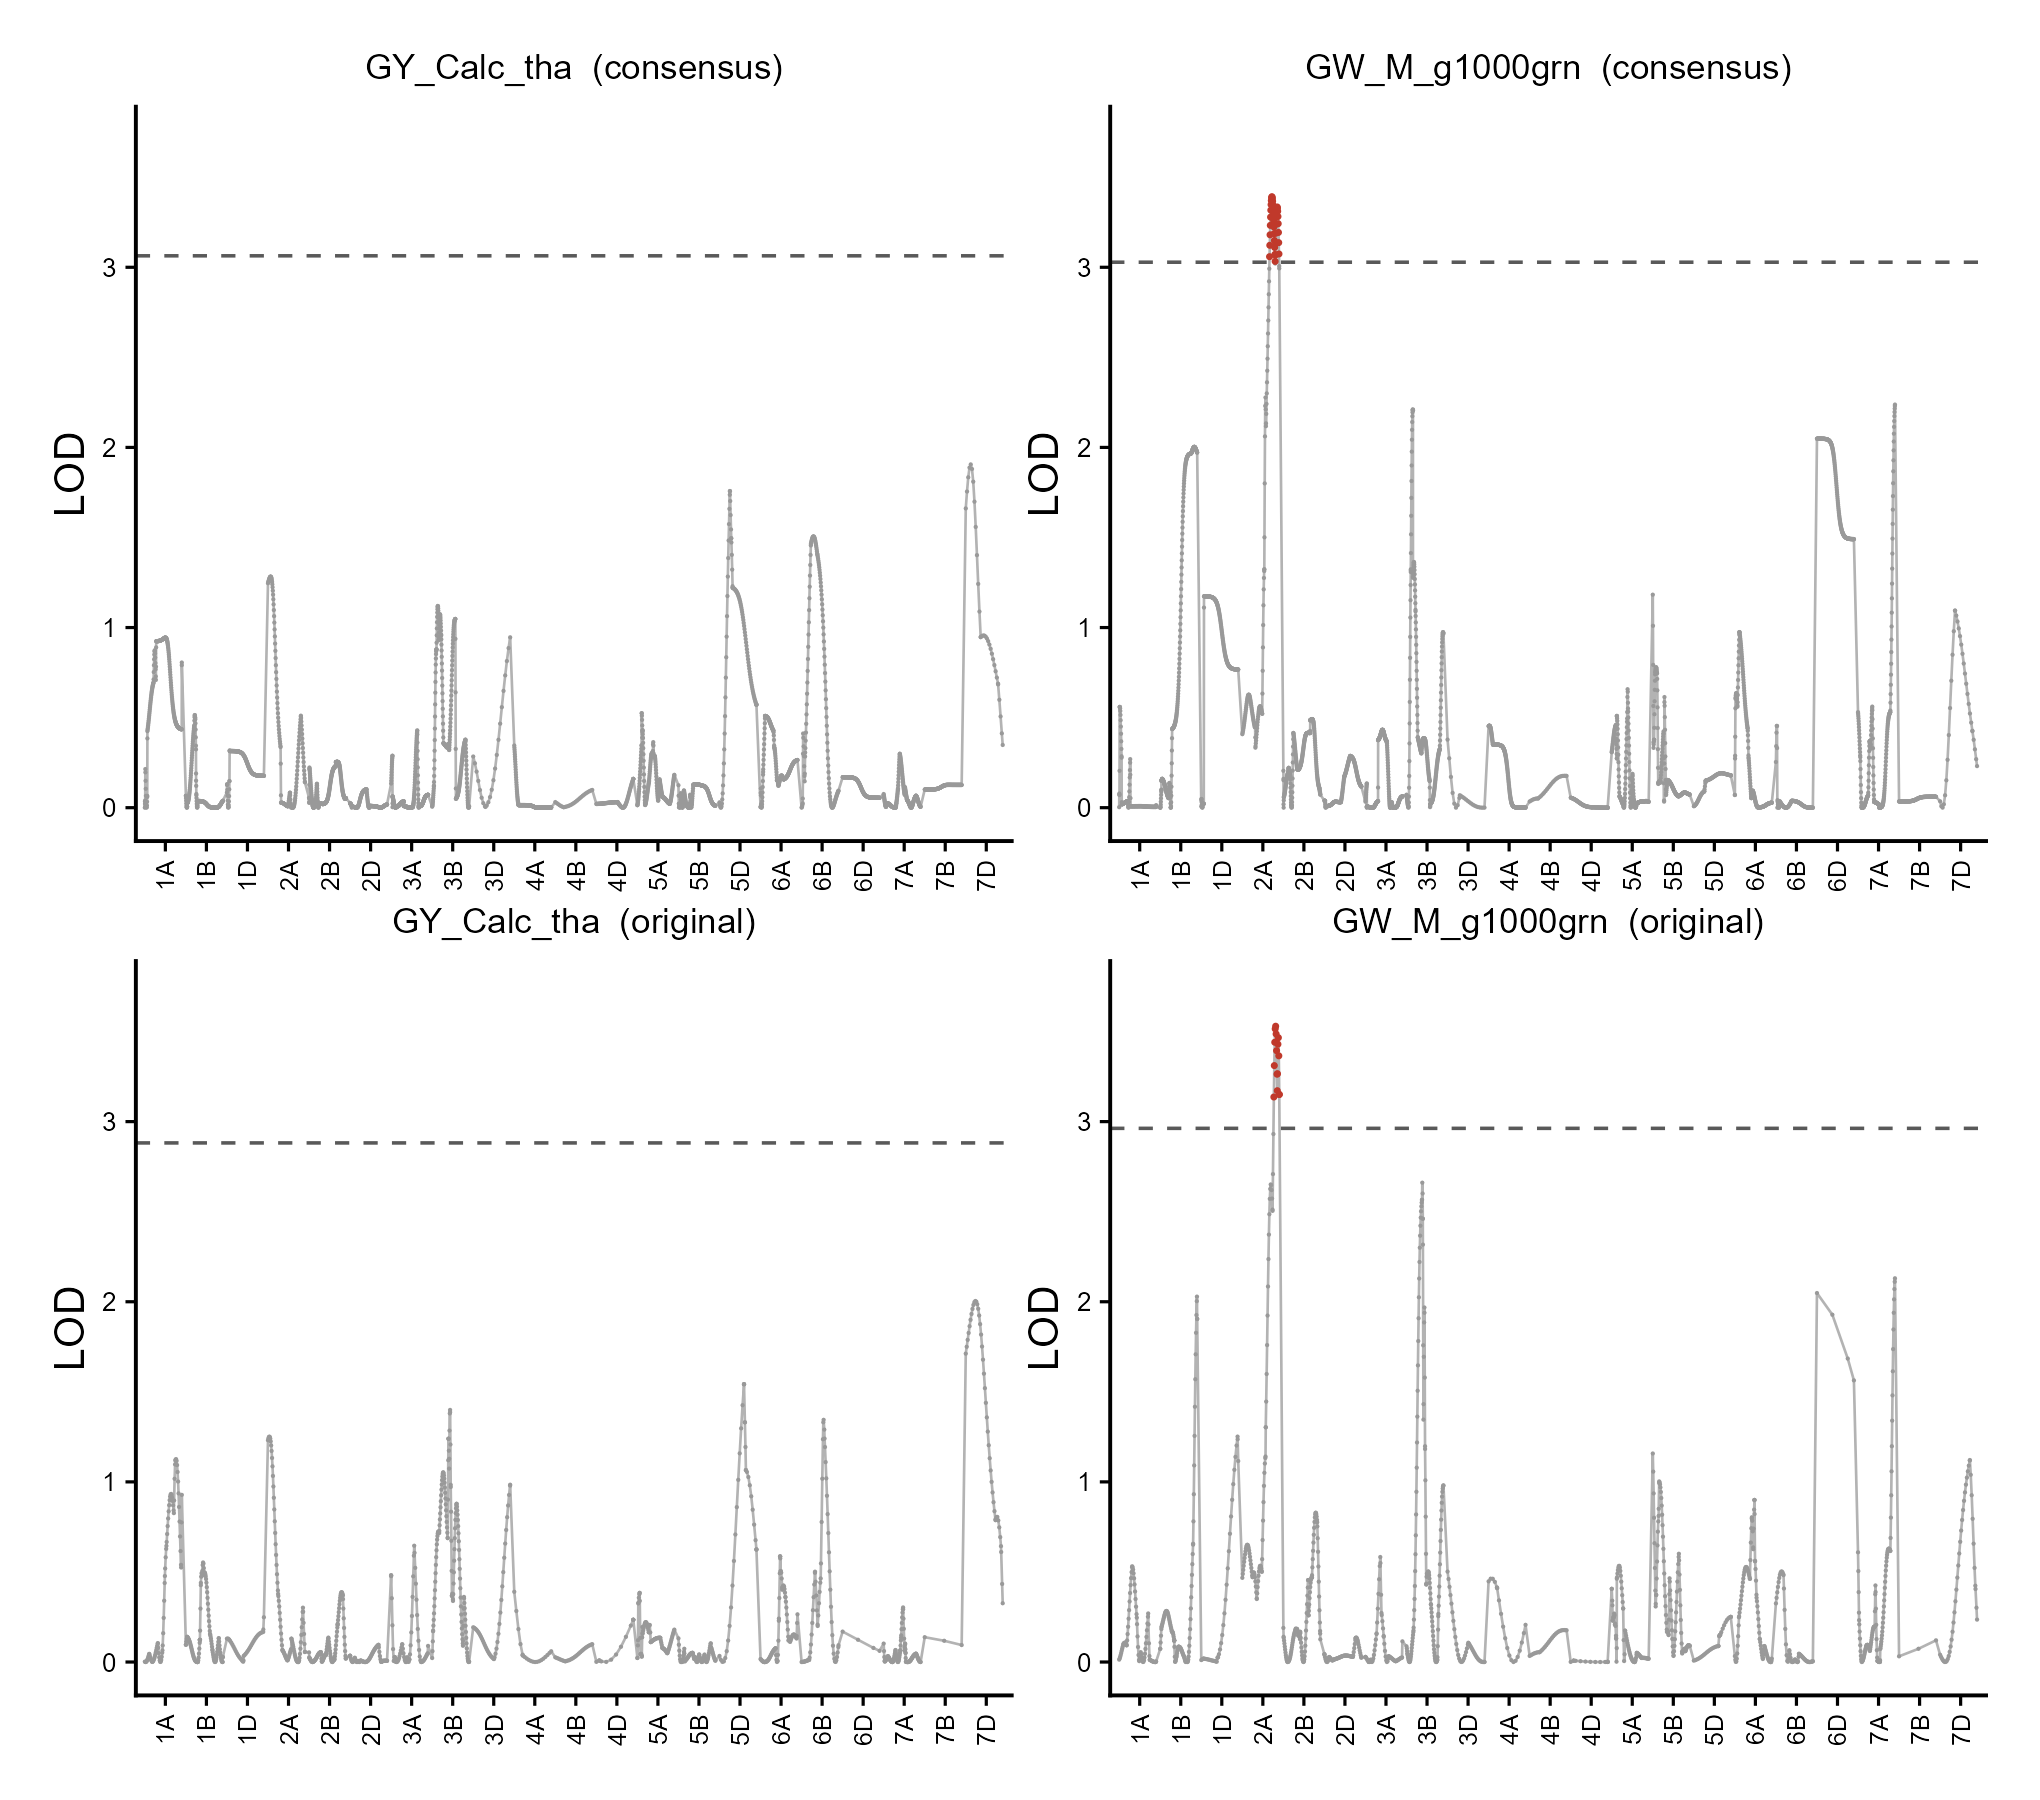 GY_Calc_tha (consensus)
GW_M_g1000grn (consensus)
LOD
3
2
1
0
1A 1B 1D 2A 2B 2D 3A 3B 3D 4A 4B 4D 5A 5B 5D 6A 6B 6D 7A 7B 7D
LOD
3
2
1
0
1A 1B 1D 2A 2B 2D 3A 3B 3D 4A 4B 4D 5A 5B 5D 6A 6B 6D 7A 7B 7D
GY_Calc_tha (original)
GW_M_g1000grn (original)
LOD
3
2
1
0
1A 1B 1D 2A 2B 2D 3A 3B 3D 4A 4B 4D 5A 5B 5D 6A 6B 6D 7A 7B 7D
LOD
3
2
1
0
1A 1B 1D 2A 2B 2D 3A 3B 3D 4A 4B 4D 5A 5B 5D 6A 6B 6D 7A 7B 7D